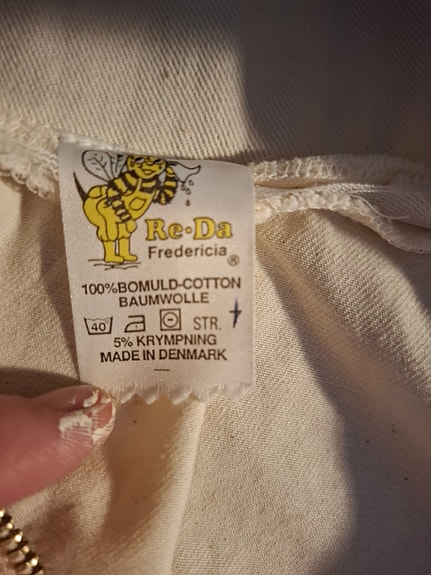 Re-Da
Fredericia
®
100%BOMULD-COTTON
BAUMWOLLE
40 STR.
5% KRYMPNING
MADE IN DENMARK